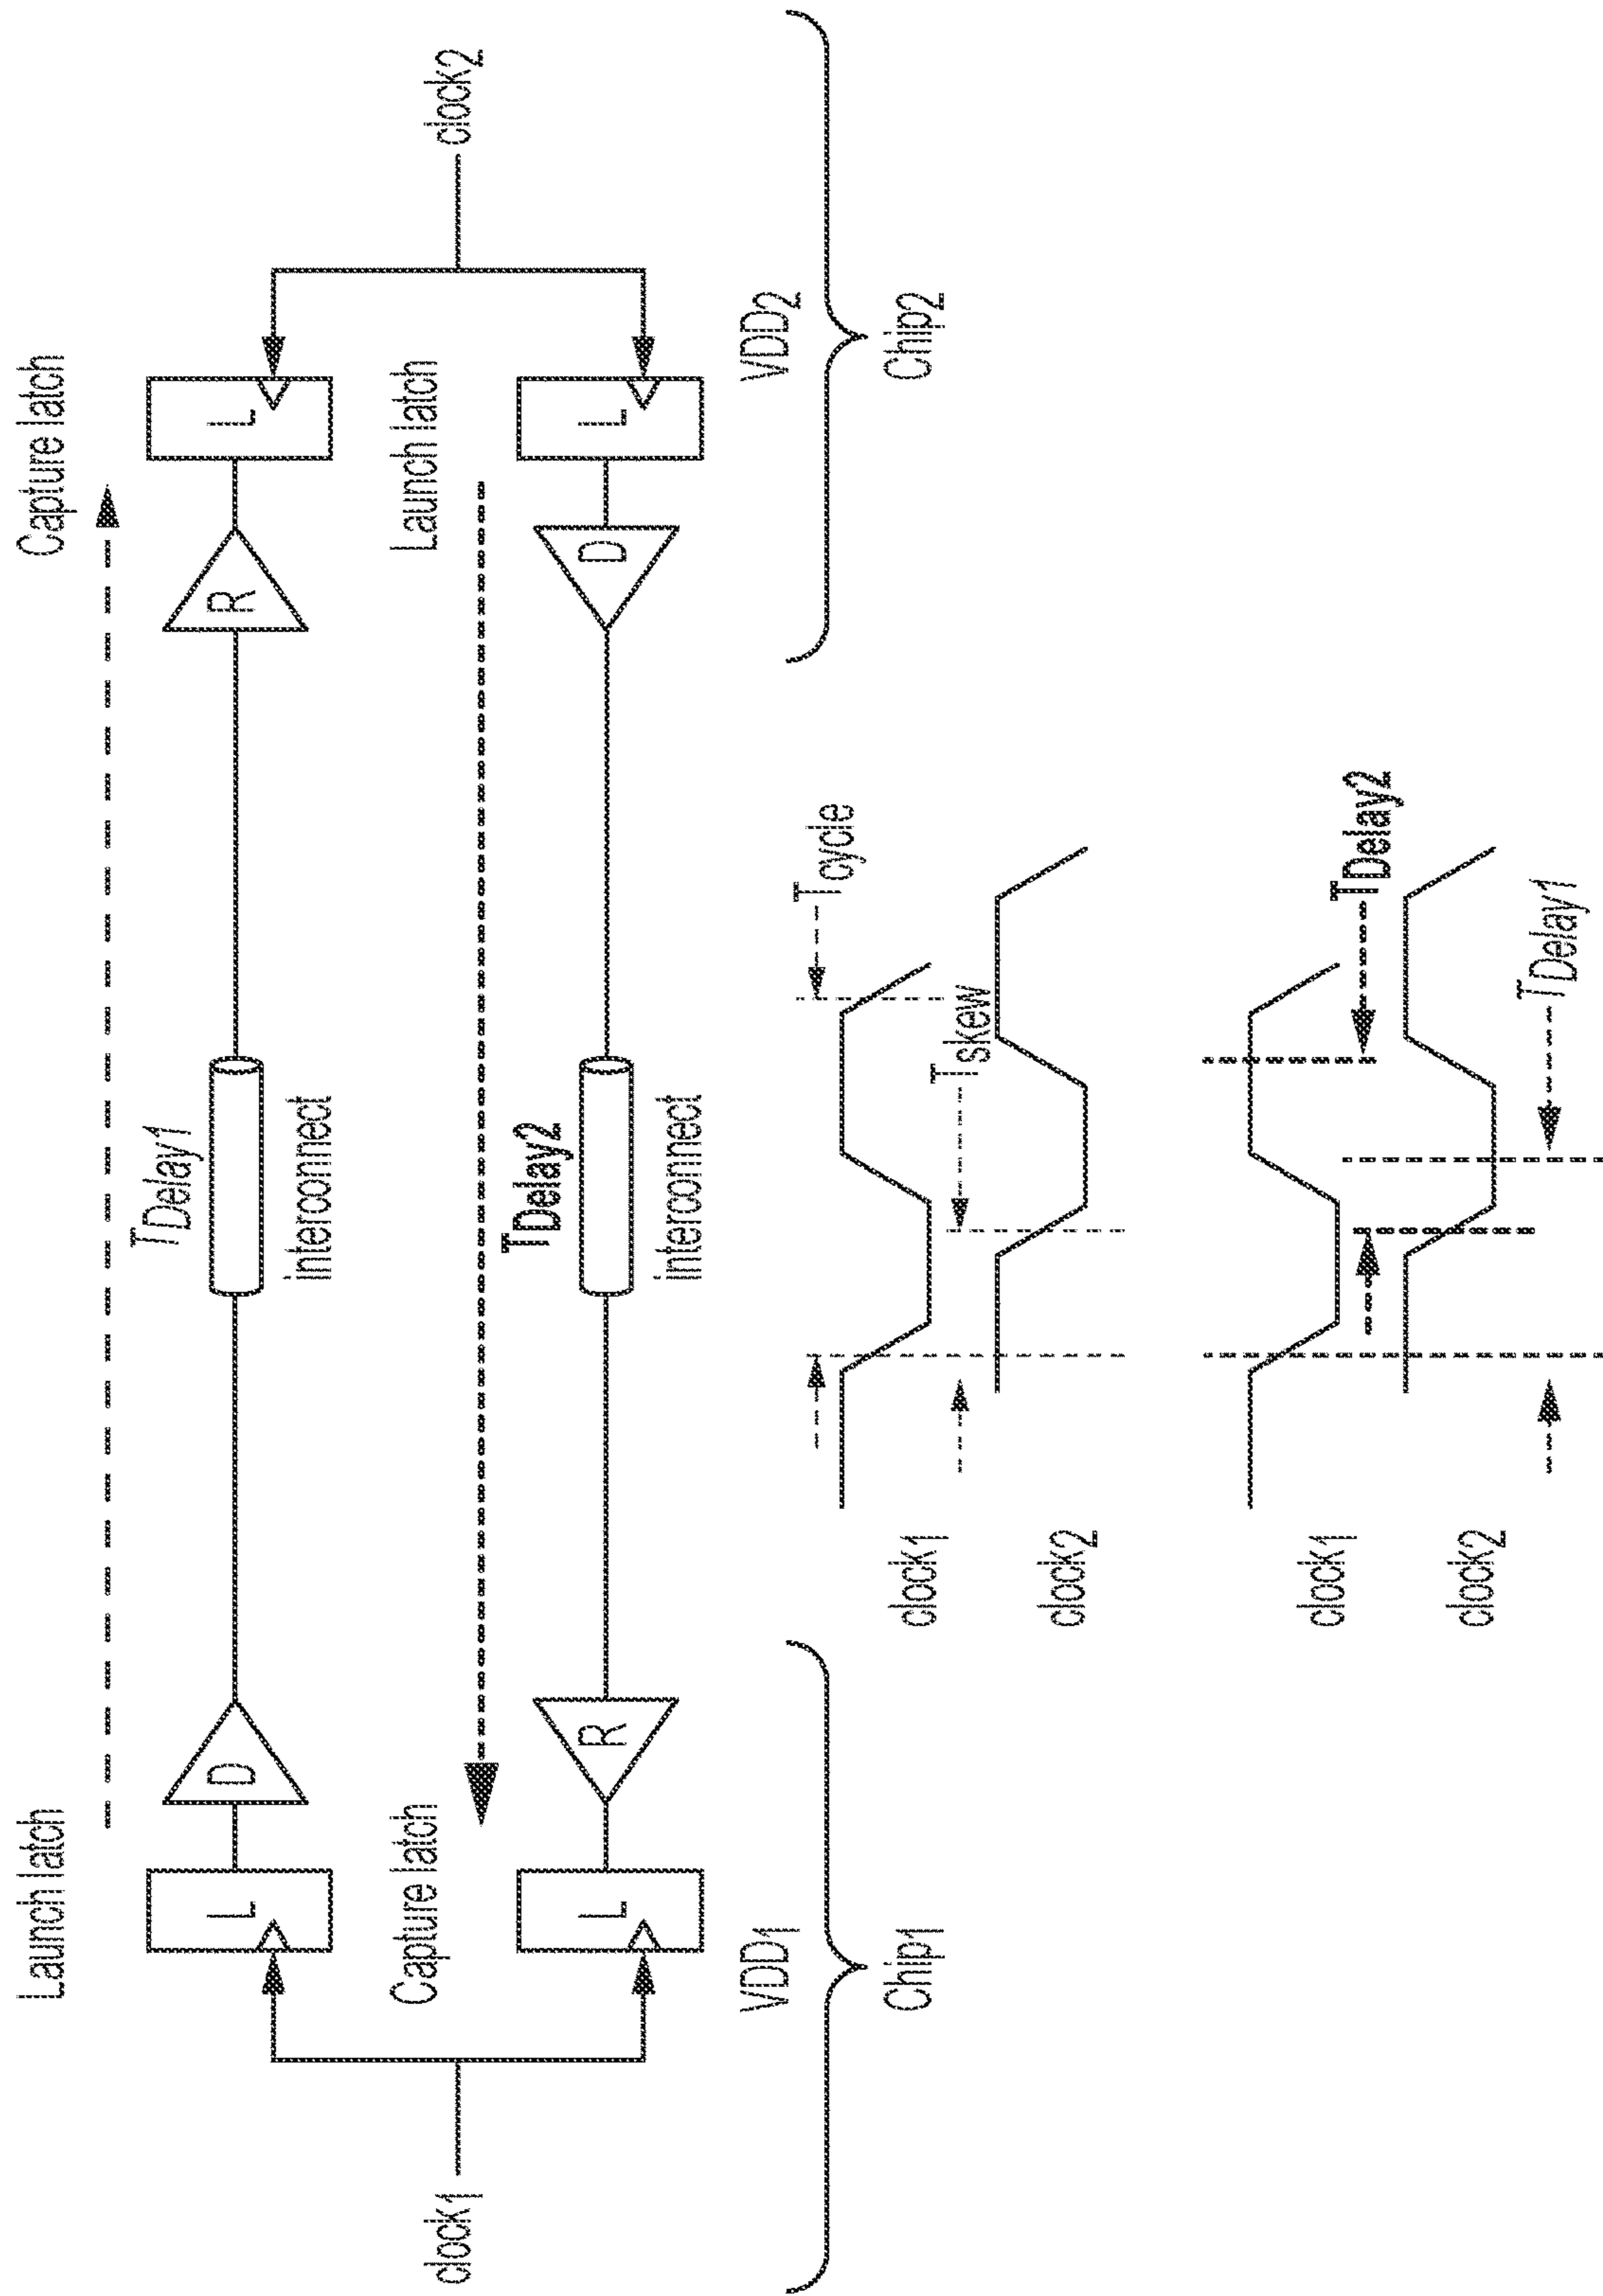 Launch latch
Capture latch
D
R
L
L
TDelay1
interconnect
clock1
clock2
Capture latch
Launch latch
TDelay2
L
R
D
L
interconnect
VDD1
VDD2
Chip1
Chip2
Tcycle
clock1
Tskew
clock2
TDelay2
clock1
clock2
TDelay1